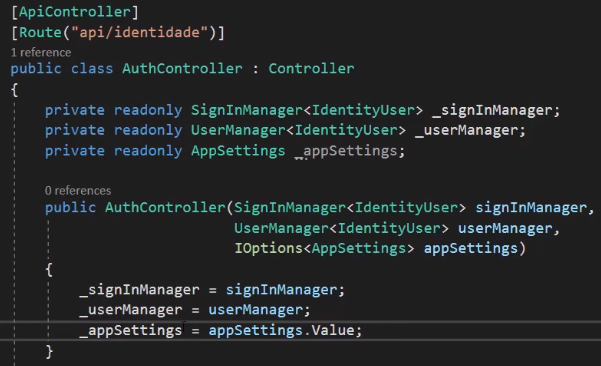 [ApiController]
[Route("api/identidade")]
1 reference
public class AuthController : Controller
{
    private readonly SignInManager<IdentityUser> _signInManager;
    private readonly UserManager<IdentityUser> _userManager;
    private readonly AppSettings _appSettings;
    0 references
    public AuthController(SignInManager<IdentityUser> signInManager,
                          UserManager<IdentityUser> userManager,
                          IOptions<AppSettings> appSettings)
    {
        _signInManager = signInManager;
        _userManager = userManager;
        _appSettings = appSettings.Value;
    }